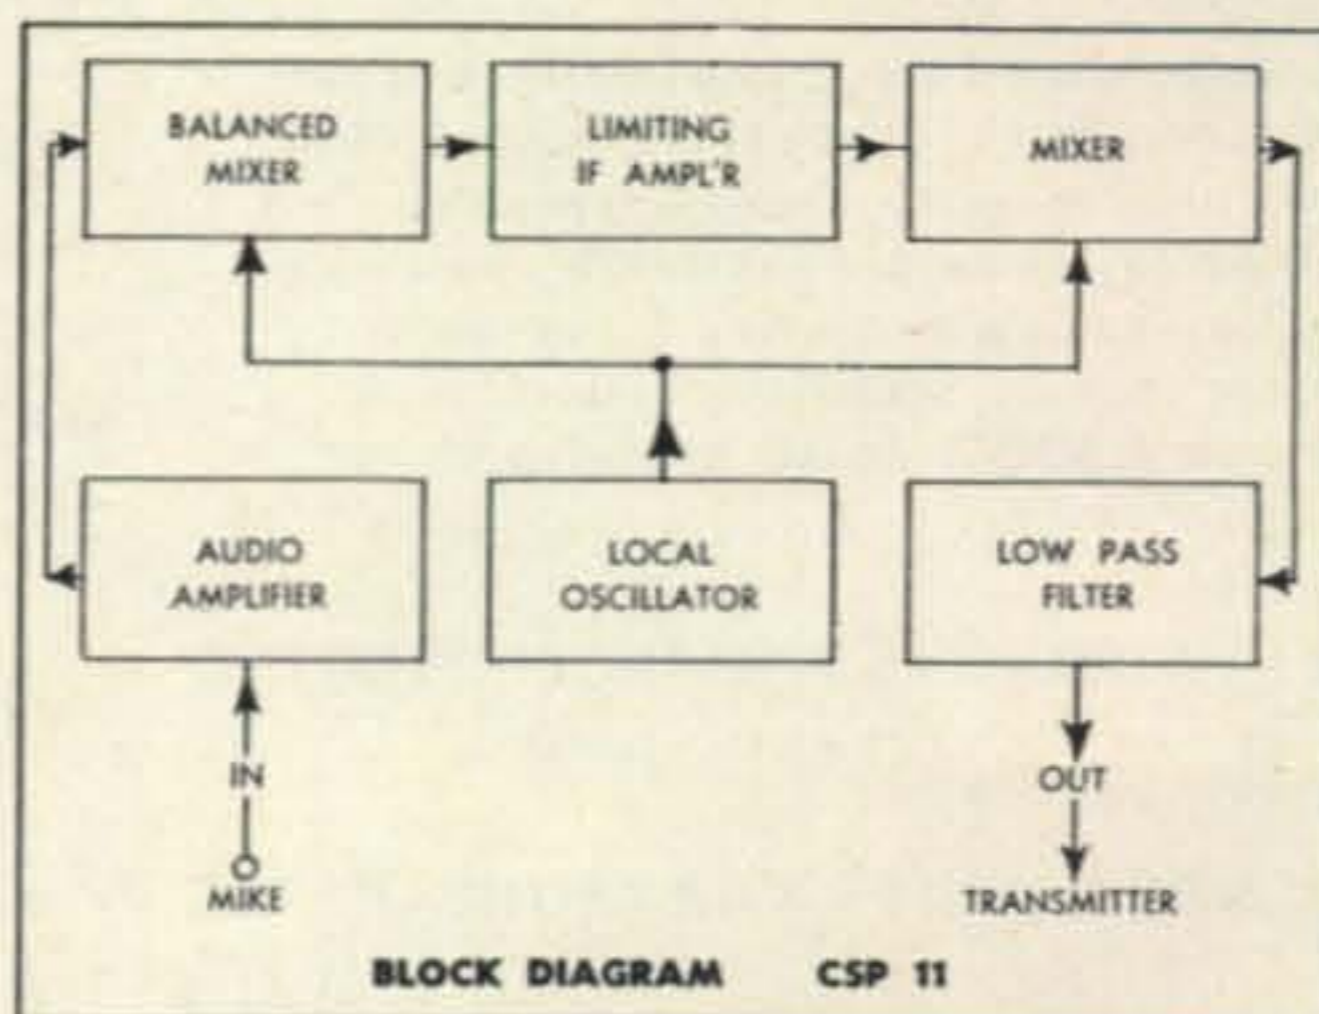 BALANCED
MIXER
LIMITING
IF AMPL'R
MIXER
AUDIO
AMPLIFIER
LOCAL
OSCILLATOR
LOW PASS
FILTER
IN
OUT
MIKE
TRANSMITTER
BLOCK DIAGRAM CSP 11